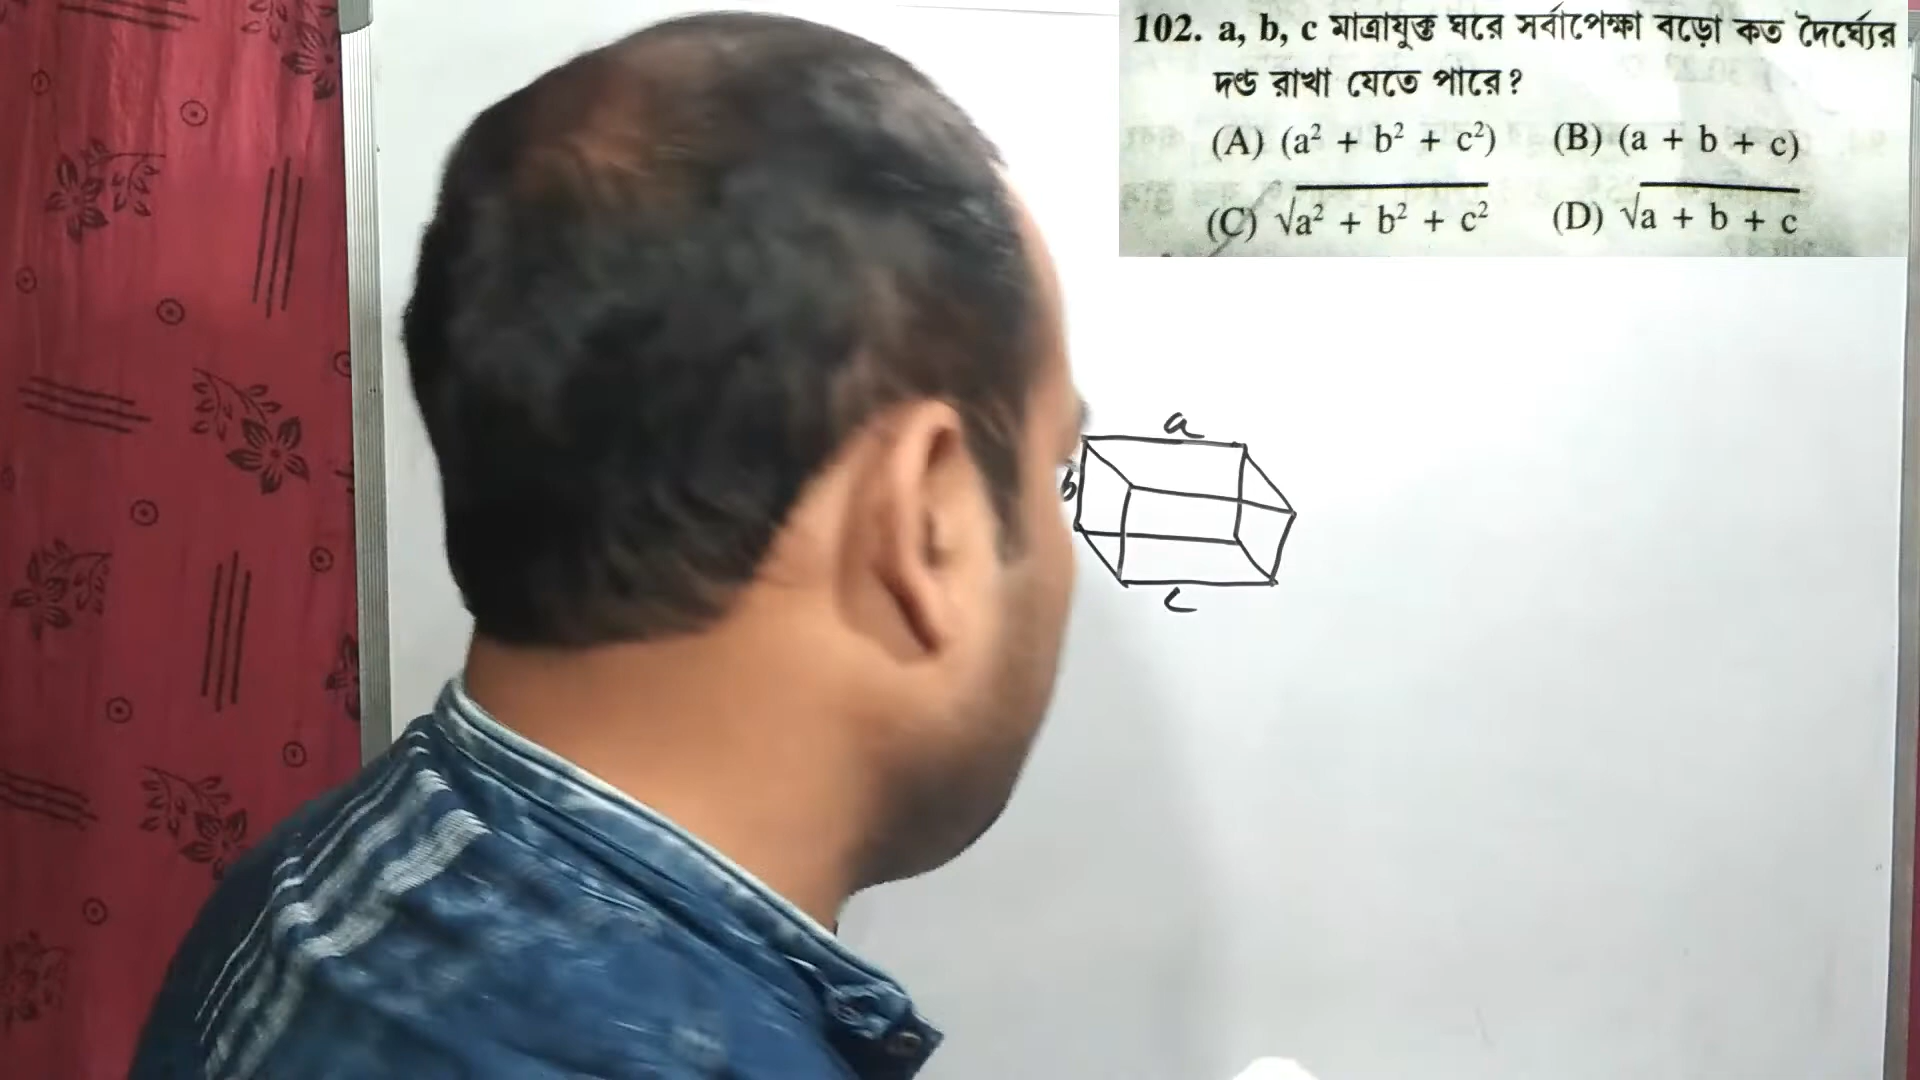 102. a, b, c মাত্রাযুক্ত ঘরে সর্বাপেক্ষা বড়ো কত দৈর্ঘ্যের
দণ্ড রাখা যেতে পারে?
(A) (a² + b² + c²) (B) (a + b + c)
(C) √a² + b² + c² (D) √a + b + c
a
b
c